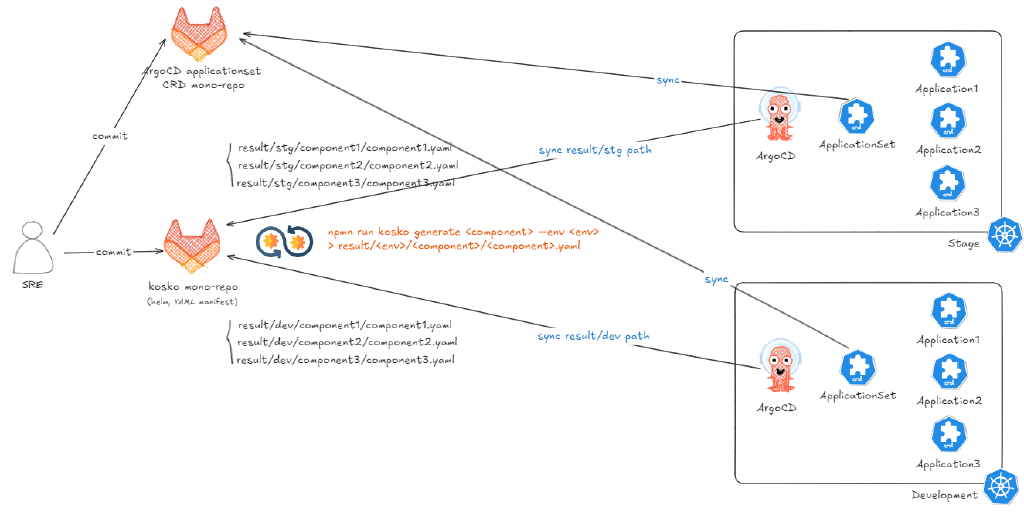 ArgoCD applicationset
CRD mono-repo
commit
SRE
commit
kosko mono-repo
(helm, YAML manifest)
result/stg/component1/component1.yaml
result/stg/component2/component2.yaml
result/stg/component3/component3.yaml
npmn run kosko generate <component> --env <env>
> result/<env>/<component>/<component>.yaml
result/dev/component1/component1.yaml
result/dev/component2/component2.yaml
result/dev/component3/component3.yaml
sync
sync result/stg path
sync
sync result/dev path
ArgoCD
crd
ApplicationSet
crd
Application1
crd
Application2
crd
Application3
Stage
ArgoCD
crd
ApplicationSet
crd
Application1
crd
Application2
crd
Application3
Development